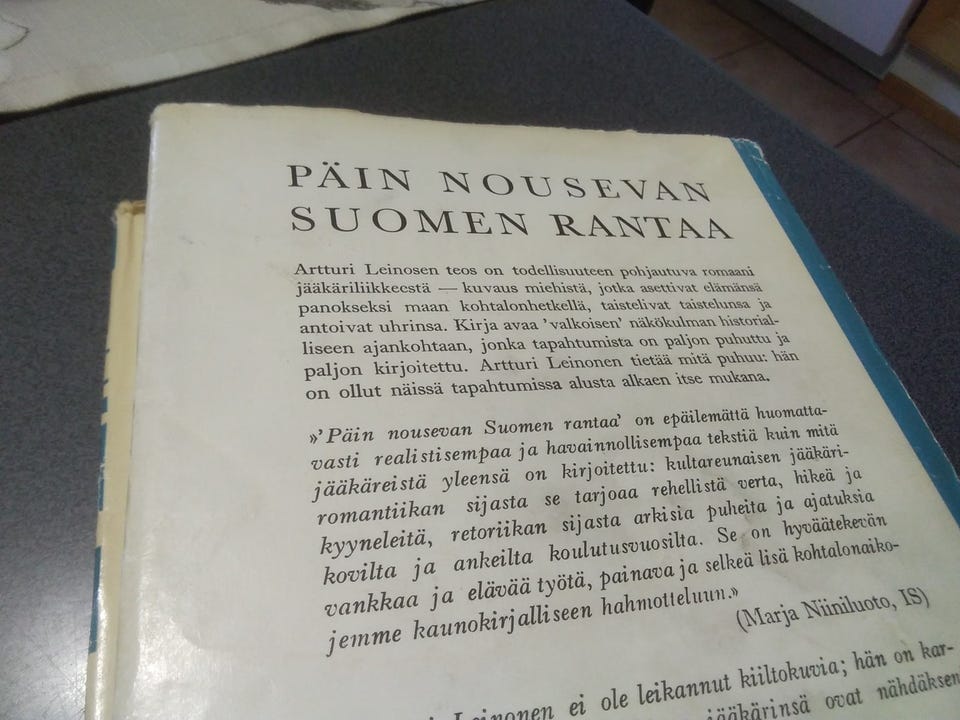 PÄIN NOUSEVAN
SUOMEN RANTAA
Artturi Leinosen teos on todellisuuteen pohjautuva romaani
jääkäriliikkeestä — kuvaus miehistä, jotka asettivat elämänsä
panokseksi maan kohtalonhetkellä, taistelivat taistelunsa ja
antoivat uhrinsa. Kirja avaa 'valkoisen' näkökulman historial-
liseen ajankohtaan, jonka tapahtumista on paljon puhuttu ja
paljon kirjoitettu. Artturi Leinonen tietää mitä puhuu: hän
on ollut näissä tapahtumissa alusta alkaen itse mukana.
»'Päin nousevan Suomen rantaa' on epäilemättä huomatta-
vasti realistisempaa ja havainnollisempaa tekstiä kuin mitä
jääkäreistä yleensä on kirjoitettu: kultareunaisen jääkäri-
romantiikan sijasta se tarjoaa rehellistä verta, hikeä ja
kyyneleitä, retoriikan sijasta arkisia puheita ja ajatuksia
kovilta ja ankeilta koulutusvuosilta. Se on hyväätekevän
vankkaa ja elävää työtä, painava ja selkeä lisä kohtalonaiko-
jemme kaunokirjalliseen hahmotteluun.»
(Marja Niiniluoto, IS)
Leinonen ei ole leikannut kiiltokuvia; hän on kar-
jääkärinsä ovat nähdäksen